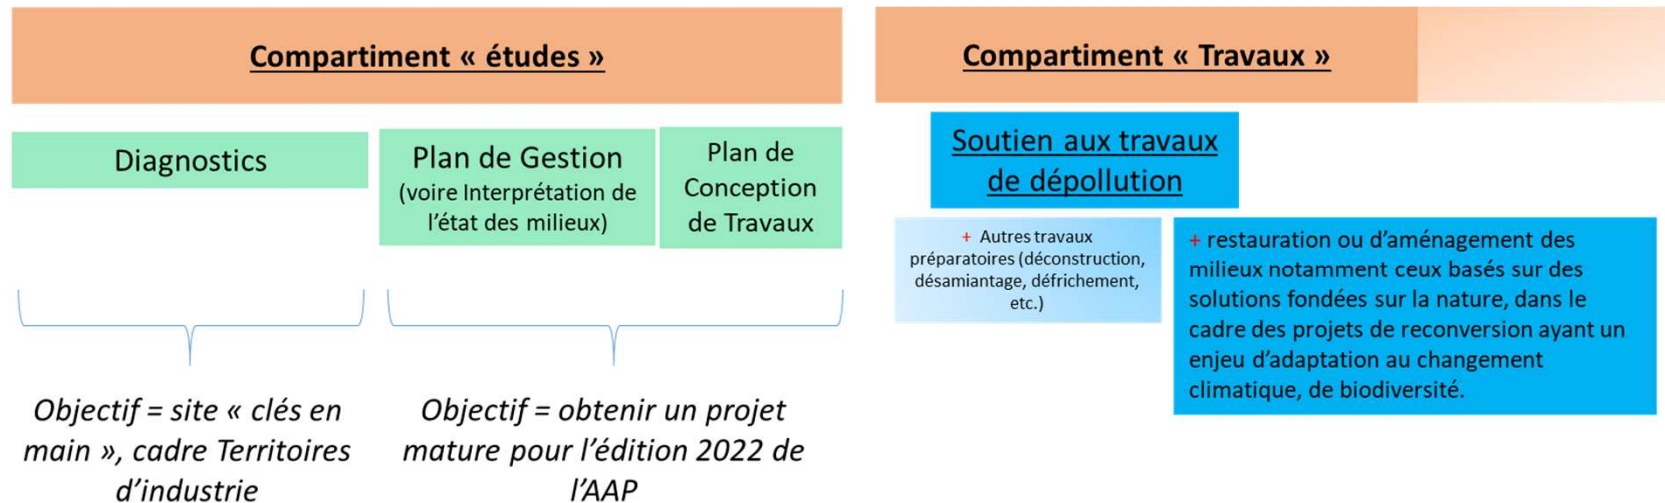 Compartiment « études »
Diagnostics
Plan de Gestion
(voire Interprétation de
l’état des milieux)
Plan de
Conception
de Travaux
Objectif = site « clés en
main », cadre Territoires
d’industrie
Objectif = obtenir un projet
mature pour l’édition 2022 de
l’AAP
Compartiment « Travaux »
Soutien aux travaux
de dépollution
+ Autres travaux
préparatoires (déconstruction,
désamiantage, défrichement,
etc.)
+ restauration ou d’aménagement des
milieux notamment ceux basés sur des
solutions fondées sur la nature, dans le
cadre des projets de reconversion ayant un
enjeu d’adaptation au changement
climatique, de biodiversité.